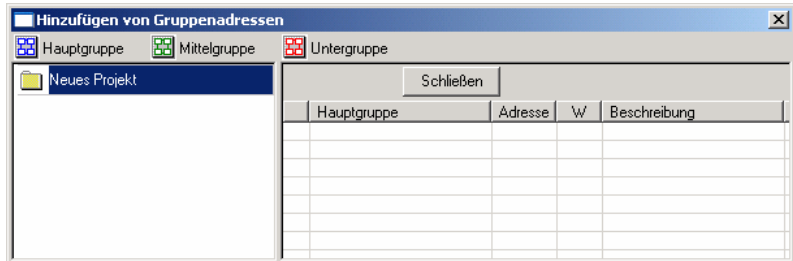 Hinzufügen von Gruppenadressen
Hauptgruppe Mittelgruppe Untergruppe
Neues Projekt
Schließen
Hauptgruppe Adresse W Beschreibung